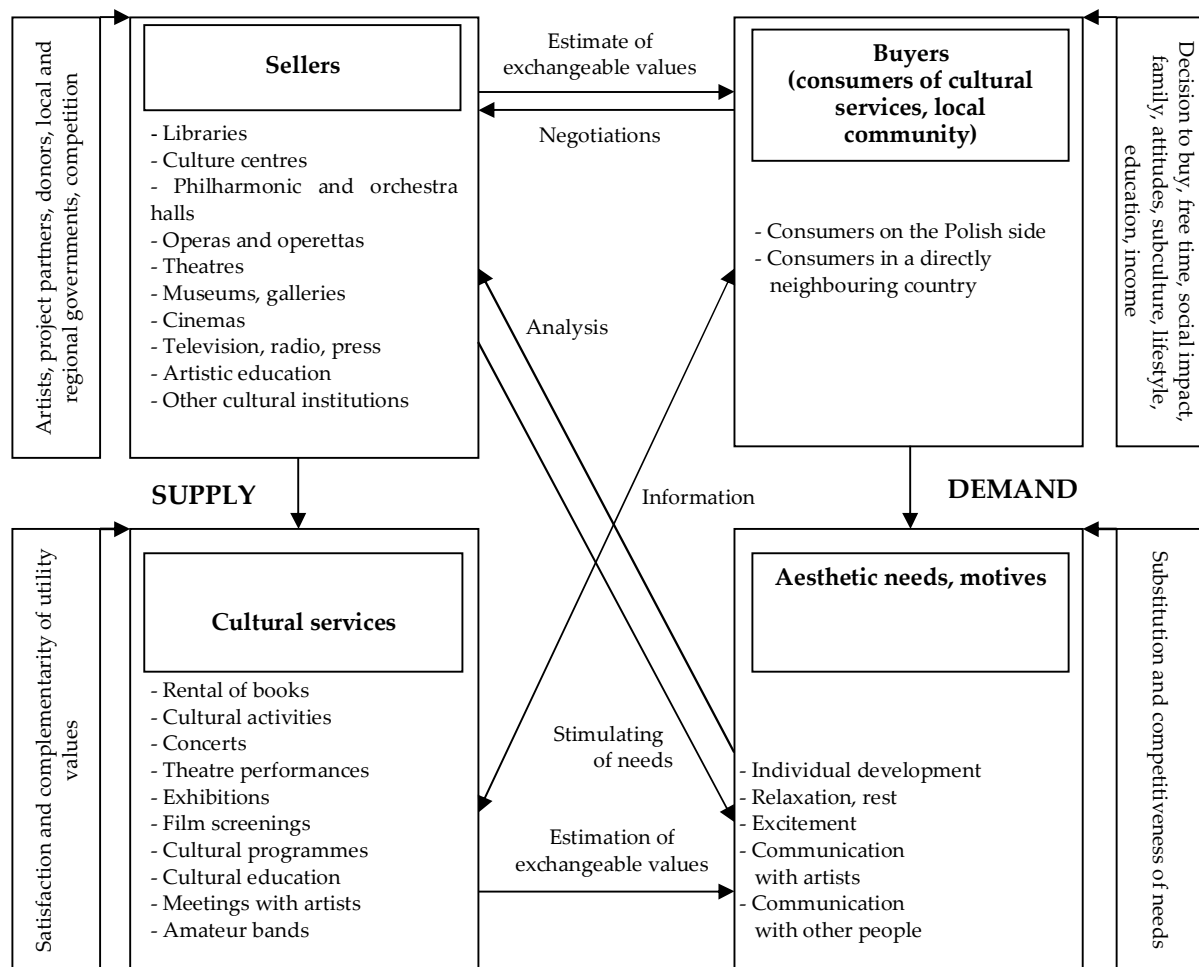 Artists, project partners, donors, local and
regional governments, competition
Sellers
- Libraries
- Culture centres
- Philharmonic and orchestra
halls
- Operas and operettas
- Theatres
- Museums, galleries
- Cinemas
- Television, radio, press
- Artistic education
- Other cultural institutions
Estimate of
exchangeable values
Negotiations
Buyers
(consumers of cultural
services, local
community)
- Consumers on the Polish side
- Consumers in a directly
neighbouring country
Decision to buy, free time, social impact,
family, attitudes, subculture, lifestyle,
education, income
Analysis
SUPPLY
Information
DEMAND
Satisfaction and complementarity of utility
values
Cultural services
- Rental of books
- Cultural activities
- Concerts
- Theatre performances
- Exhibitions
- Film screenings
- Cultural programmes
- Cultural education
- Meetings with artists
- Amateur bands
Stimulating
of needs
Estimation of
exchangeable values
Aesthetic needs, motives
- Individual development
- Relaxation, rest
- Excitement
- Communication
with artists
- Communication
with other people
Substitution and competitiveness of needs